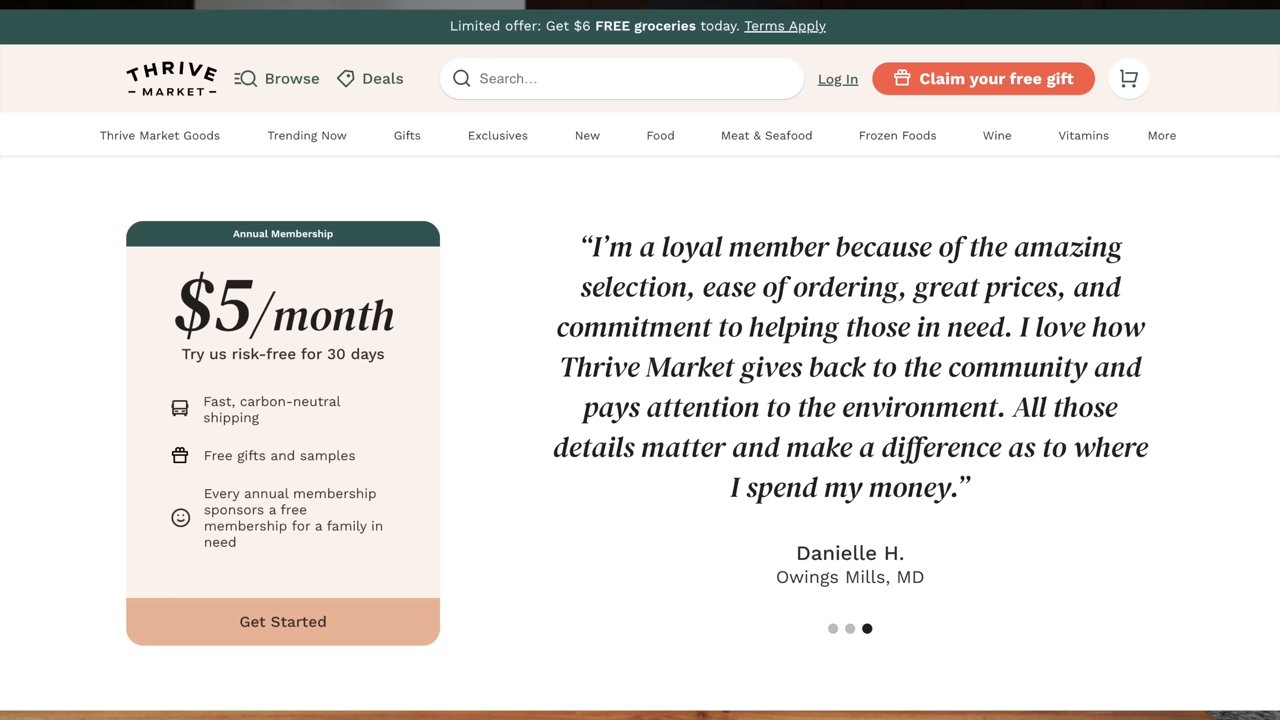 Limited offer: Get $6 FREE groceries today. Terms Apply
THRIVE
MARKET
Browse
Deals
Search...
Log In
Claim your free gift
Thrive Market Goods
Trending Now
Gifts
Exclusives
New
Food
Meat & Seafood
Frozen Foods
Wine
Vitamins
More
Annual Membership
$5/month
Try us risk-free for 30 days
Fast, carbon-neutral
shipping
Free gifts and samples
Every annual membership
sponsors a free
membership for a family in
need
Get Started
“I’m a loyal member because of the amazing
selection, ease of ordering, great prices, and
commitment to helping those in need. I love how
Thrive Market gives back to the community and
pays attention to the environment. All those
details matter and make a difference as to where
I spend my money.”
Danielle H.
Owings Mills, MD